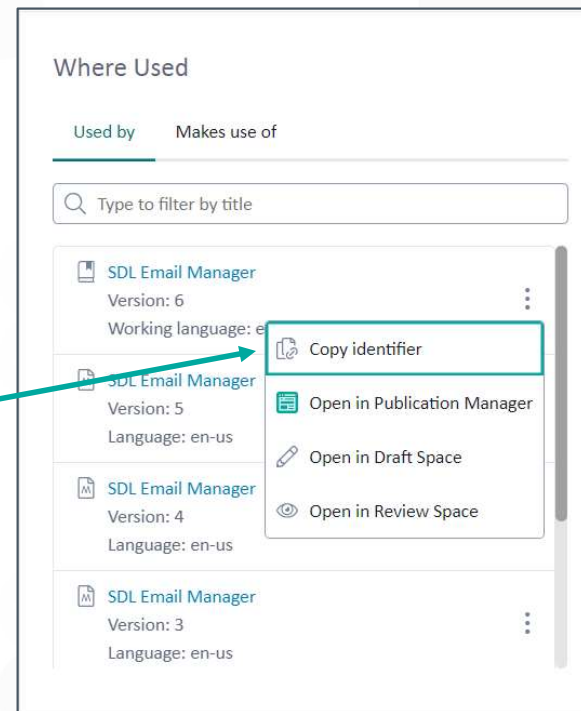 Where Used
Used by Makes use of
Type to filter by title
SDL Email Manager
Version: 6
Working language: e
Copy identifier
SDL Email Manager
Version: 5
Language: en-us
Open in Publication Manager
Open in Draft Space
SDL Email Manager
Version: 4
Language: en-us
Open in Review Space
SDL Email Manager
Version: 3
Language: en-us